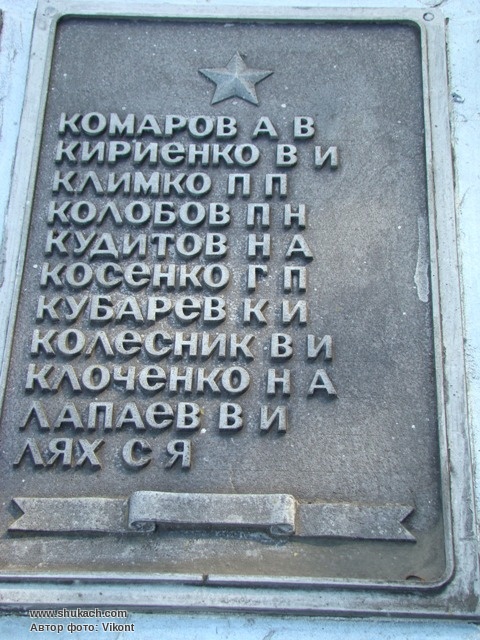 КОМАРОВ А В
КИРИЕНКО В И
КЛИМКО П П
КОЛОБОВ П Н
КУДИТОВ Н А
КОСЕНКО Г П
КУБАРЕВ К И
КОЛЕСНИК В И
КЛОЧЕНКО Н А
ЛАПАЕВ В И
ЛЯХ С Я
www.shukach.com
Автор фото: Vikont